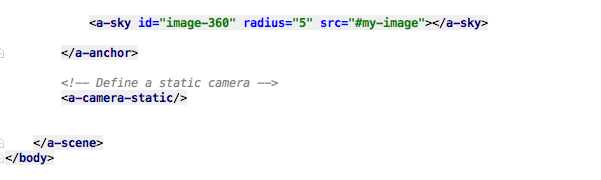 <a-sky id="image-360" radius="5" src="#my-image"></a-sky>
</a-anchor>
<!-- Define a static camera -->
<a-camera-static/>
</a-scene>
</body>